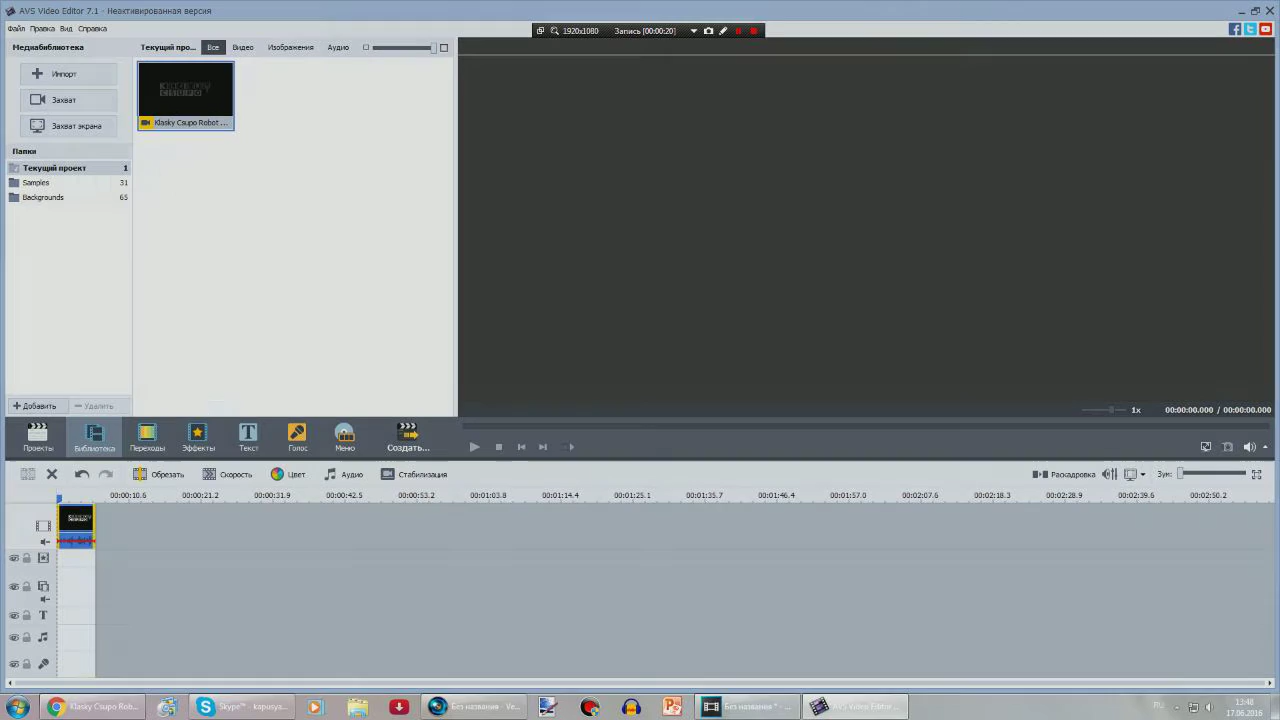 AVS Video Editor 7.1 - Неактивированная версия
Файл Правка Вид Справка
1920x1080 Запись [00:00:20]
Медиабиблиотека
Текущий про... Все Видео Изображения Аудио
Импорт
Захват
Захват экрана
KLASKY
CSUPO
Klasky Csupo Robot ...
Папки
Текущий проект 1
Samples 31
Backgrounds 65
Добавить Удалить
1x 00:00:00.000 / 00:00:00.000
Проекты Библиотека Переходы Эффекты Текст Голос Меню Создать...
Обрезать Скорость Цвет Аудио Стабилизация Раскадровка Зум:
00:00:10.6 00:00:21.2 00:00:31.9 00:00:42.5 00:00:53.2 00:01:03.8 00:01:14.4 00:01:25.1 00:01:35.7 00:01:46.4 00:01:57.0 00:02:07.6 00:02:18.3 00:02:28.9 00:02:39.6 00:02:50.2
T
Klasky Csupo Rob... Skype™ - kapusya... Без названия - Ve... Без названия * - ... AVS Video Editor ... RU 13:48
17.06.2016